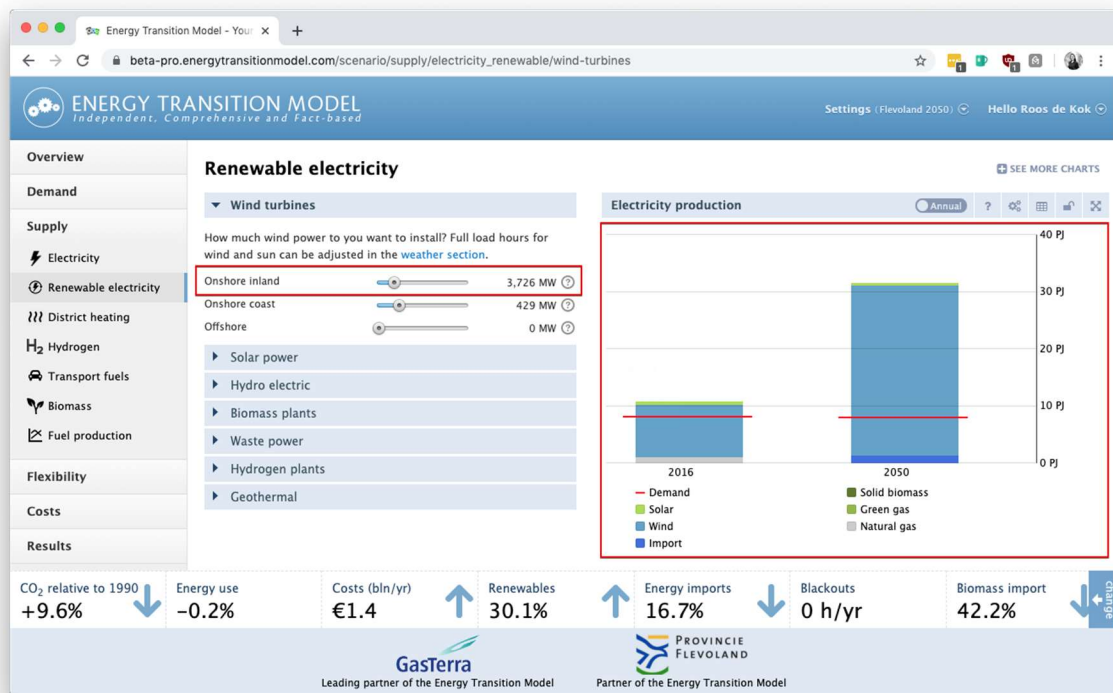 Energy Transition Model - Your
beta-pro.energytransitionmodel.com/scenario/supply/electricity_renewable/wind-turbines
1
1
ENERGY TRANSITION MODEL
Independent, Comprehensive and Fact-based
Settings (Flevoland 2050)
Hello Roos de Kok
Overview
Demand
Supply
Electricity
Renewable electricity
District heating
H2 Hydrogen
Transport fuels
Biomass
Fuel production
Flexibility
Costs
Results
Renewable electricity
SEE MORE CHARTS
Wind turbines
How much wind power to you want to install? Full load hours for
wind and sun can be adjusted in the weather section.
Onshore inland 3,726 MW ?
Onshore coast 429 MW ?
Offshore 0 MW ?
Solar power
Hydro electric
Biomass plants
Waste power
Hydrogen plants
Geothermal
Electricity production
Annual
?
40 PJ
30 PJ
20 PJ
10 PJ
0 PJ
2016 2050
Demand
Solar
Wind
Import
Solid biomass
Green gas
Natural gas
CO2 relative to 1990
+9.6%
Energy use
-0.2%
Costs (bln/yr)
€1.4
Renewables
30.1%
Energy imports
16.7%
Blackouts
0 h/yr
Biomass import
42.2%
change
GasTerra
Leading partner of the Energy Transition Model
PROVINCIE
FLEVOLAND
Partner of the Energy Transition Model